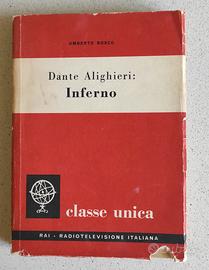 UMBERTO BOSCO
Dante Alighieri:
Inferno
classe unica
RAI - RADIOTELEVISIONE ITALIANA